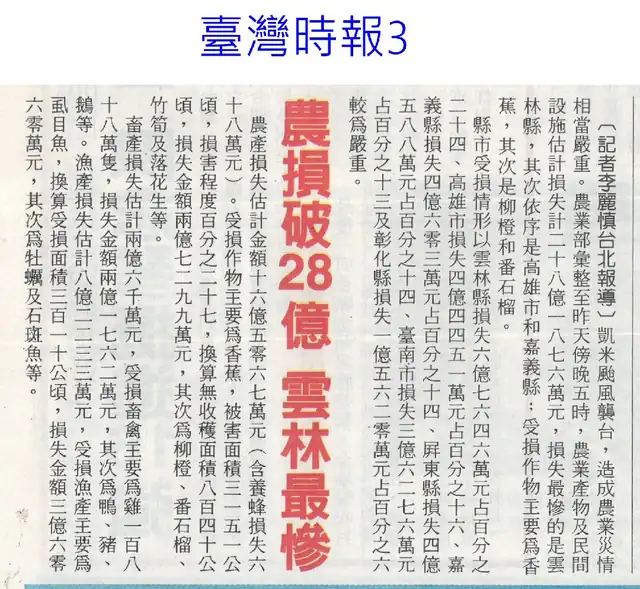 臺灣時報3
〔記者李麗慎台北報導〕凱米颱風襲台，造成農業災情
相當嚴重。農業部彙整至昨天傍晚五時，農業產物及民間
設施估計損失計二十八億一八七六萬元，損失最慘的是雲
林縣，其次依序是高雄市和嘉義縣；受損作物主要爲香
蕉，其次是柳橙和番石榴。
縣市受損情形以雲林縣損失六億七六四六萬元占百分之
二十四、高雄市損失四億四四五一萬元占百分之十六、嘉
義縣損失四億六零三萬元占百分之十四、屏東縣損失四億
五八八萬元占百分之十四、臺南市損失三億六二七六萬元
占百分之十三及彰化縣損失一億五六二零萬元占百分之六
較爲嚴重。
農損破28億 雲林最慘
農產損失估計金額十六億五零六七萬元（含養蜂損失六
十八萬元）。受損作物主要爲香蕉，被害面積三一五一公
頃，損害程度百分之二十七，換算無收穫面積八百四十公
頃，損失金額兩億七二九九萬元，其次爲柳橙、番石榴、
竹筍及落花生等。
畜產損失估計兩億六千萬元，受損畜禽主要爲雞一百八
十八萬隻，損失金額兩億一七六二萬元，其次爲鴨、豬、
鵝等。漁產損失估計八億二二三三萬元，受損漁產主要爲
虱目魚，換算受損面積三百一十公頃，損失金額三億六零
六零萬元，其次爲牡蠣及石斑魚等。